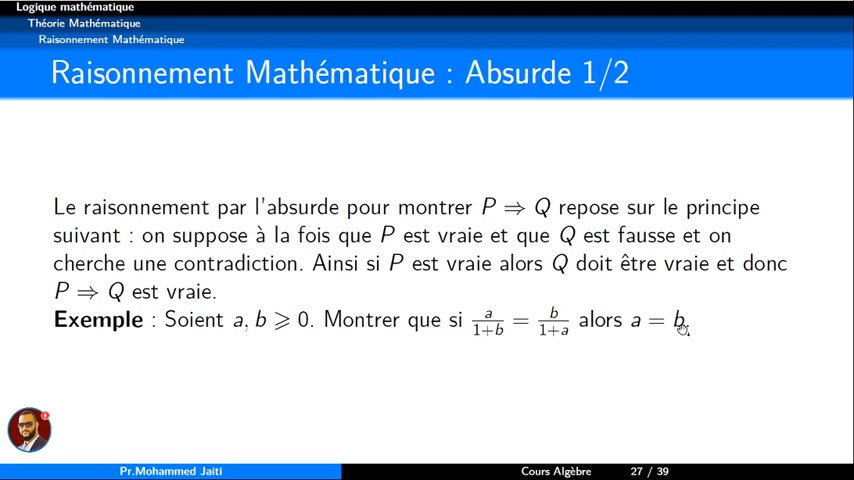 Logique mathématique
Théorie Mathématique
Raisonnement Mathématique
Raisonnement Mathématique : Absurde 1/2
Le raisonnement par l'absurde pour montrer P ⇒ Q repose sur le principe
suivant : on suppose à la fois que P est vraie et que Q est fausse et on
cherche une contradiction. Ainsi si P est vraie alors Q doit être vraie et donc
P ⇒ Q est vraie.
Exemple : Soient a, b ⩾ 0. Montrer que si a/(1+b) = b/(1+a) alors a = b.
Pr.Mohammed Jaiti Cours Algèbre 27 / 39